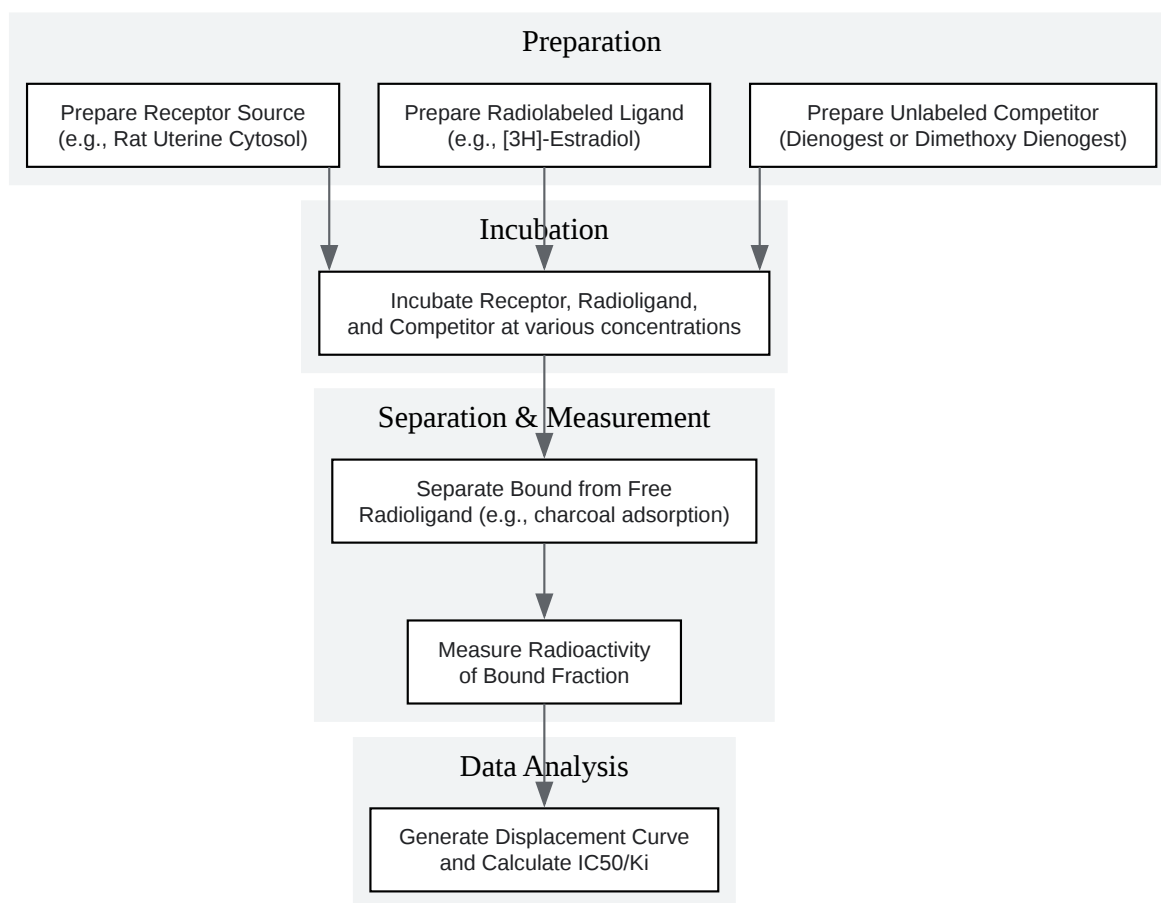 Preparation
Prepare Receptor Source
(e.g., Rat Uterine Cytosol)
Prepare Radiolabeled Ligand
(e.g., [3H]-Estradiol)
Prepare Unlabeled Competitor
(Dienogest or Dimethoxy Dienogest)
Incubation
Incubate Receptor, Radioligand,
and Competitor at various concentrations
Separation & Measurement
Separate Bound from Free
Radioligand (e.g., charcoal adsorption)
Measure Radioactivity
of Bound Fraction
Data Analysis
Generate Displacement Curve
and Calculate IC50/Ki